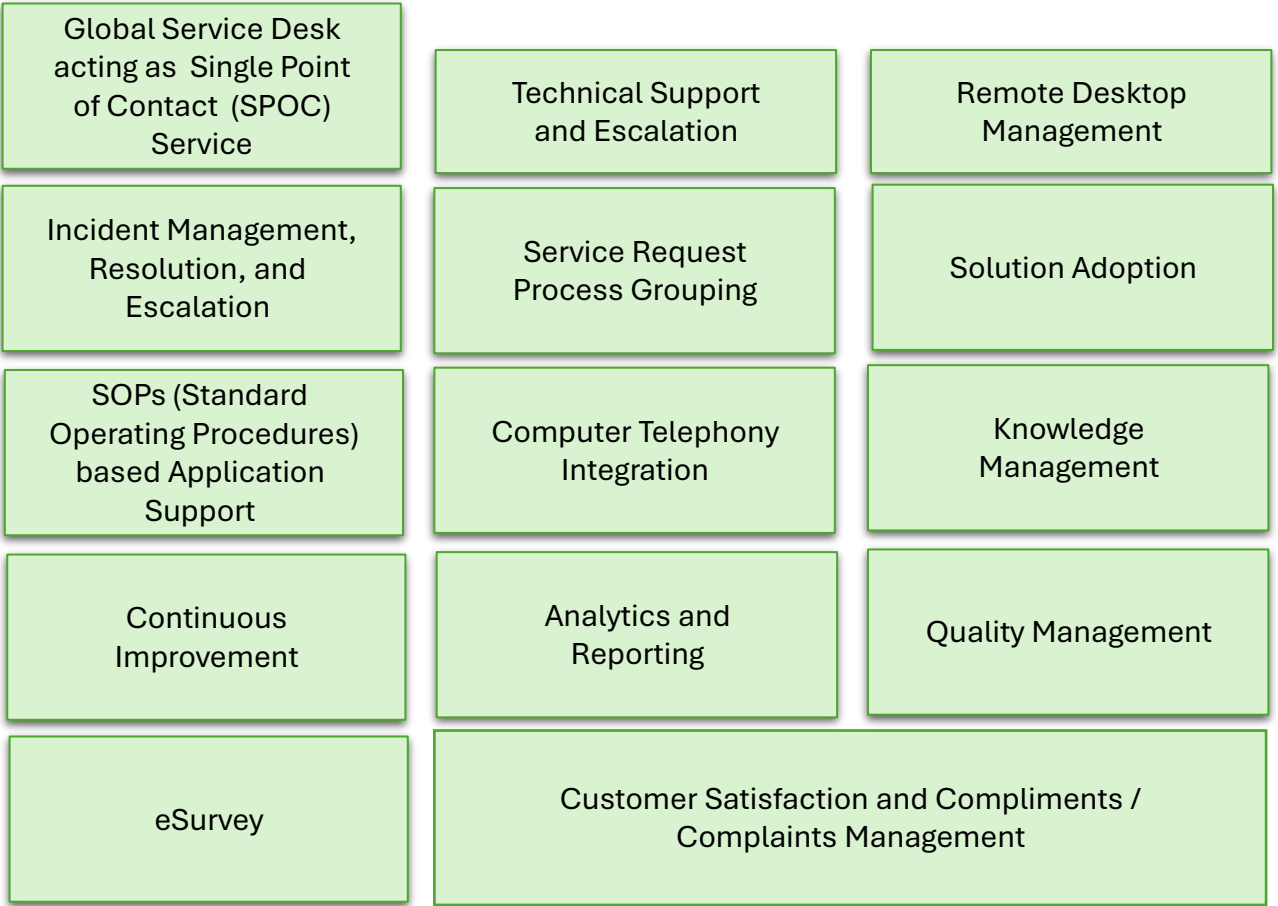 Global Service Desk
acting as Single Point
of Contact (SPOC)
Service
Technical Support
and Escalation
Remote Desktop
Management
Incident Management,
Resolution, and
Escalation
Service Request
Process Grouping
Solution Adoption
SOPs (Standard
Operating Procedures)
based Application
Support
Computer Telephony
Integration
Knowledge
Management
Continuous
Improvement
Analytics and
Reporting
Quality Management
eSurvey
Customer Satisfaction and Compliments /
Complaints Management